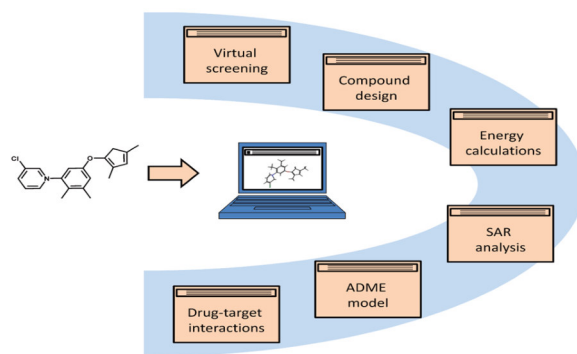 Virtual
screening
Compound
design
Energy
calculations
Cl
N
O
SAR
analysis
ADME
model
Drug-target
interactions